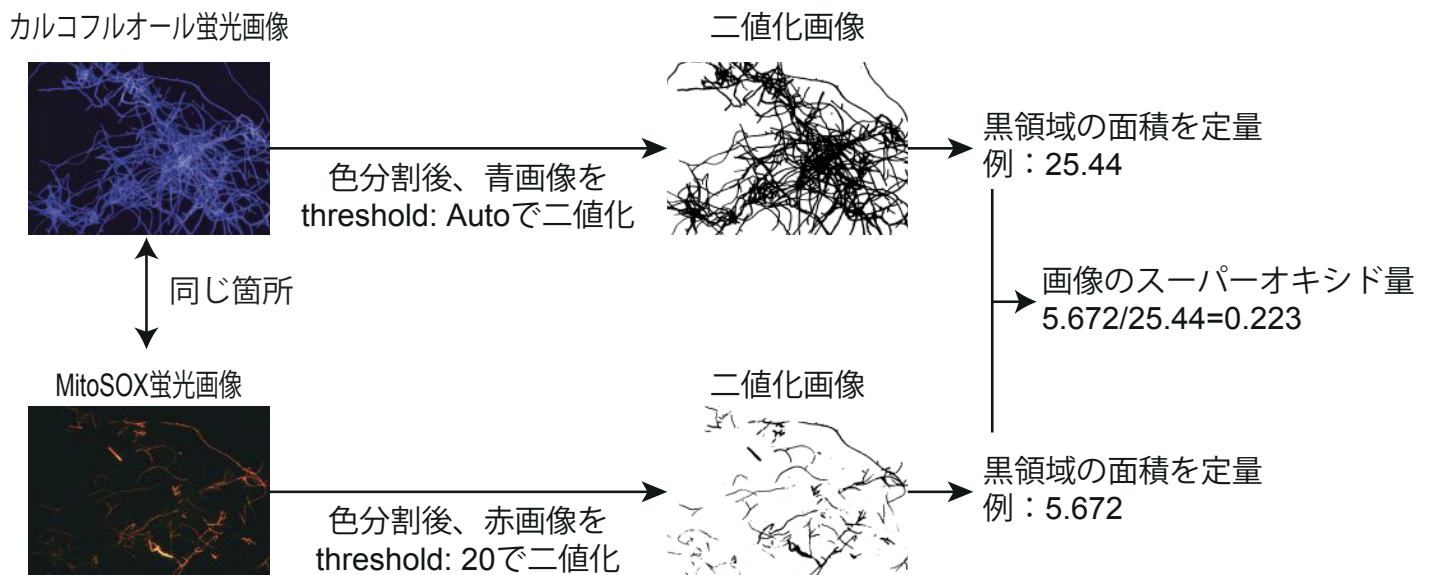 カルコフルオール蛍光画像
二値化画像
色分割後、青画像を
threshold: Autoで二値化
黒領域の面積を定量
例：25.44
同じ箇所
画像のスーパーオキシド量
5.672/25.44=0.223
MitoSOX蛍光画像
二値化画像
色分割後、赤画像を
threshold: 20で二値化
黒領域の面積を定量
例：5.672